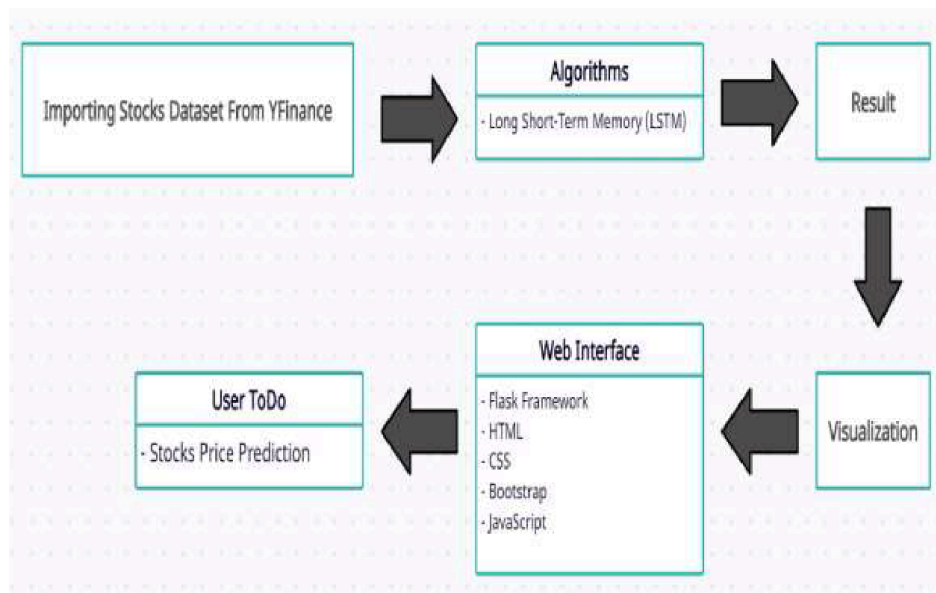 Importing Stocks Dataset From YFinance
Algorithms
- Long Short-Term Memory (LSTM)
Result
Visualization
Web Interface
- Flask Framework
- HTML
- CSS
- Bootstrap
- JavaScript
User ToDo
- Stocks Price Prediction